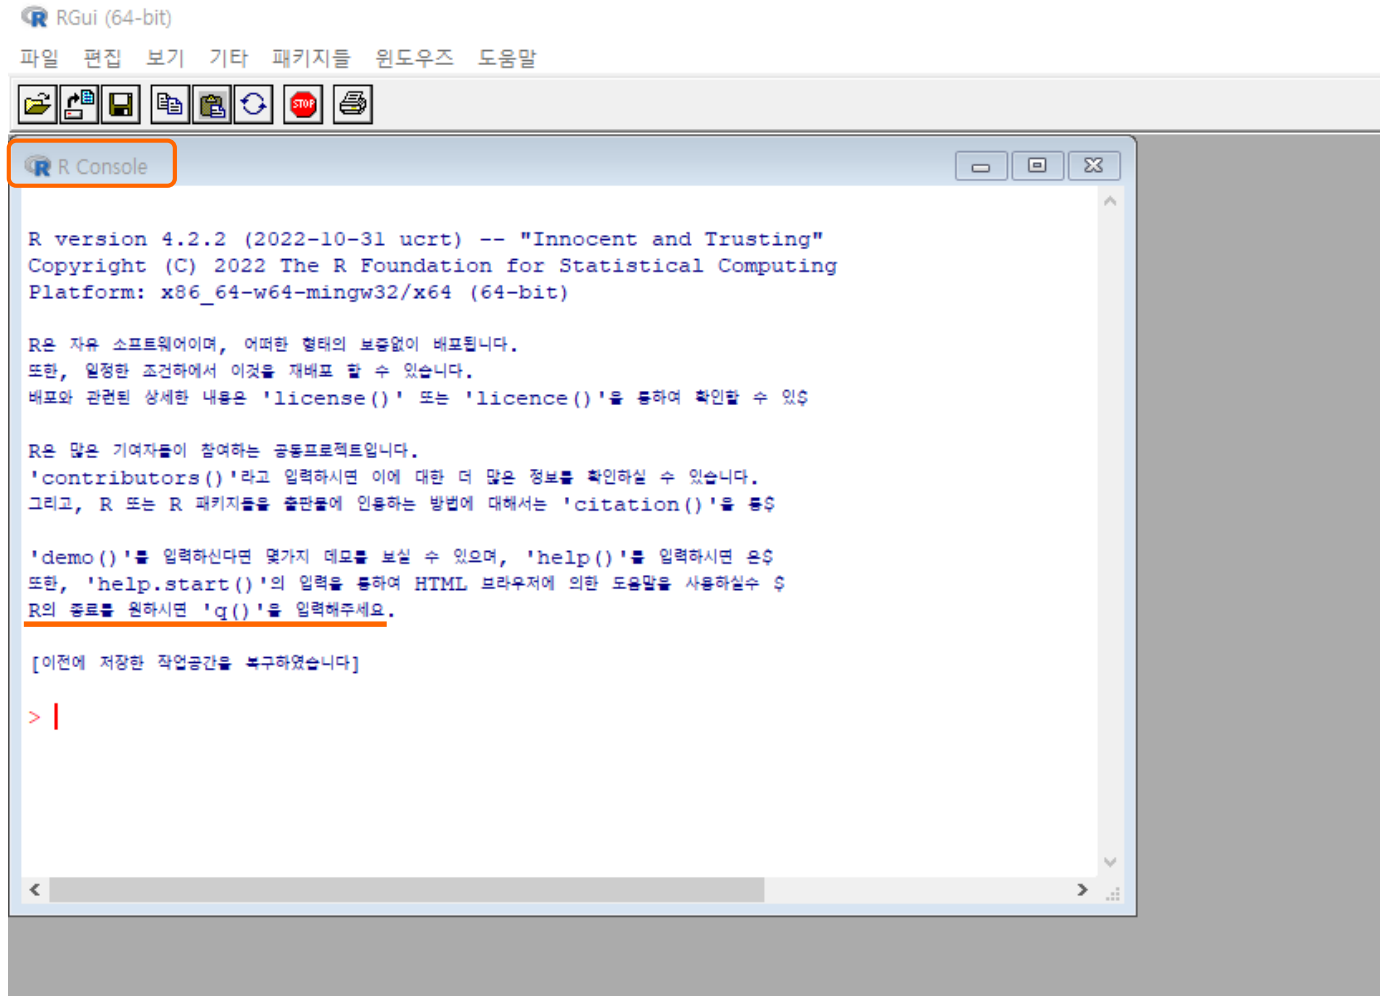 RGui (64-bit)
파일 편집 보기 기타 패키지들 윈도우즈 도움말
STOP
R Console
R version 4.2.2 (2022-10-31 ucrt) -- "Innocent and Trusting"
Copyright (C) 2022 The R Foundation for Statistical Computing
Platform: x86_64-w64-mingw32/x64 (64-bit)
R은 자유 소프트웨어이며, 어떠한 형태의 보증없이 배포됩니다.
또한, 일정한 조건하에서 이것을 재배포 할 수 있습니다.
배포와 관련된 상세한 내용은 'license()' 또는 'licence()'을 통하여 확인할 수 있$
R은 많은 기여자들이 참여하는 공동프로젝트입니다.
'contributors()'라고 입력하시면 이에 대한 더 많은 정보를 확인하실 수 있습니다.
그리고, R 또는 R 패키지들을 출판물에 인용하는 방법에 대해서는 'citation()'을 통$
'demo()'를 입력하신다면 몇가지 데모를 보실 수 있으며, 'help()'를 입력하시면 온$
또한, 'help.start()'의 입력을 통하여 HTML 브라우저에 의한 도움말을 사용하실수 $
R의 종료를 원하시면 'q()'을 입력해주세요.
[이전에 저장한 작업공간을 복구하였습니다]
>